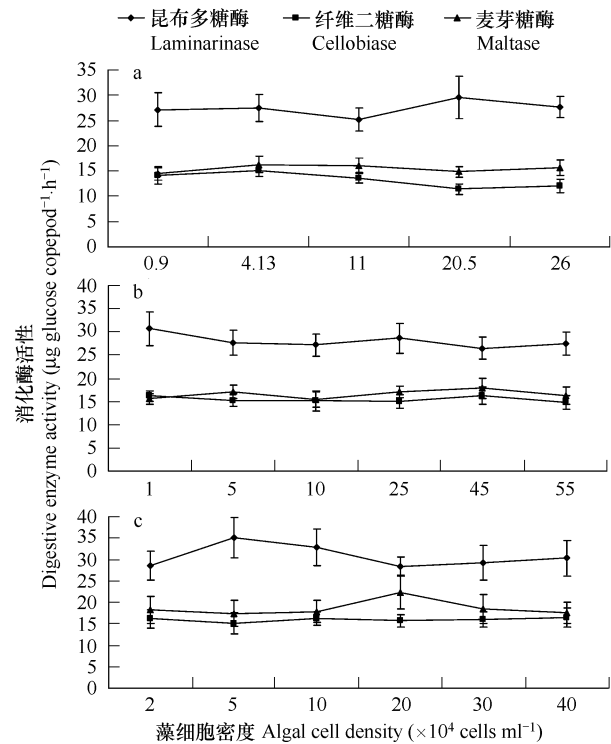 昆布多糖酶 纤维二糖酶 麦芽糖酶
Laminarinase Cellobiase Maltase
消化酶活性
Digestive enzyme activity (μg glucose copepod⁻¹·h⁻¹)
a
35
30
25
20
15
10
5
0
0.9 4.13 11 20.5 26
b
40
35
30
25
20
15
10
5
0
1 5 10 25 45 55
c
40
35
30
25
20
15
10
5
0
2 5 10 20 30 40
藻细胞密度 Algal cell density (×10⁴ cells ml⁻¹)